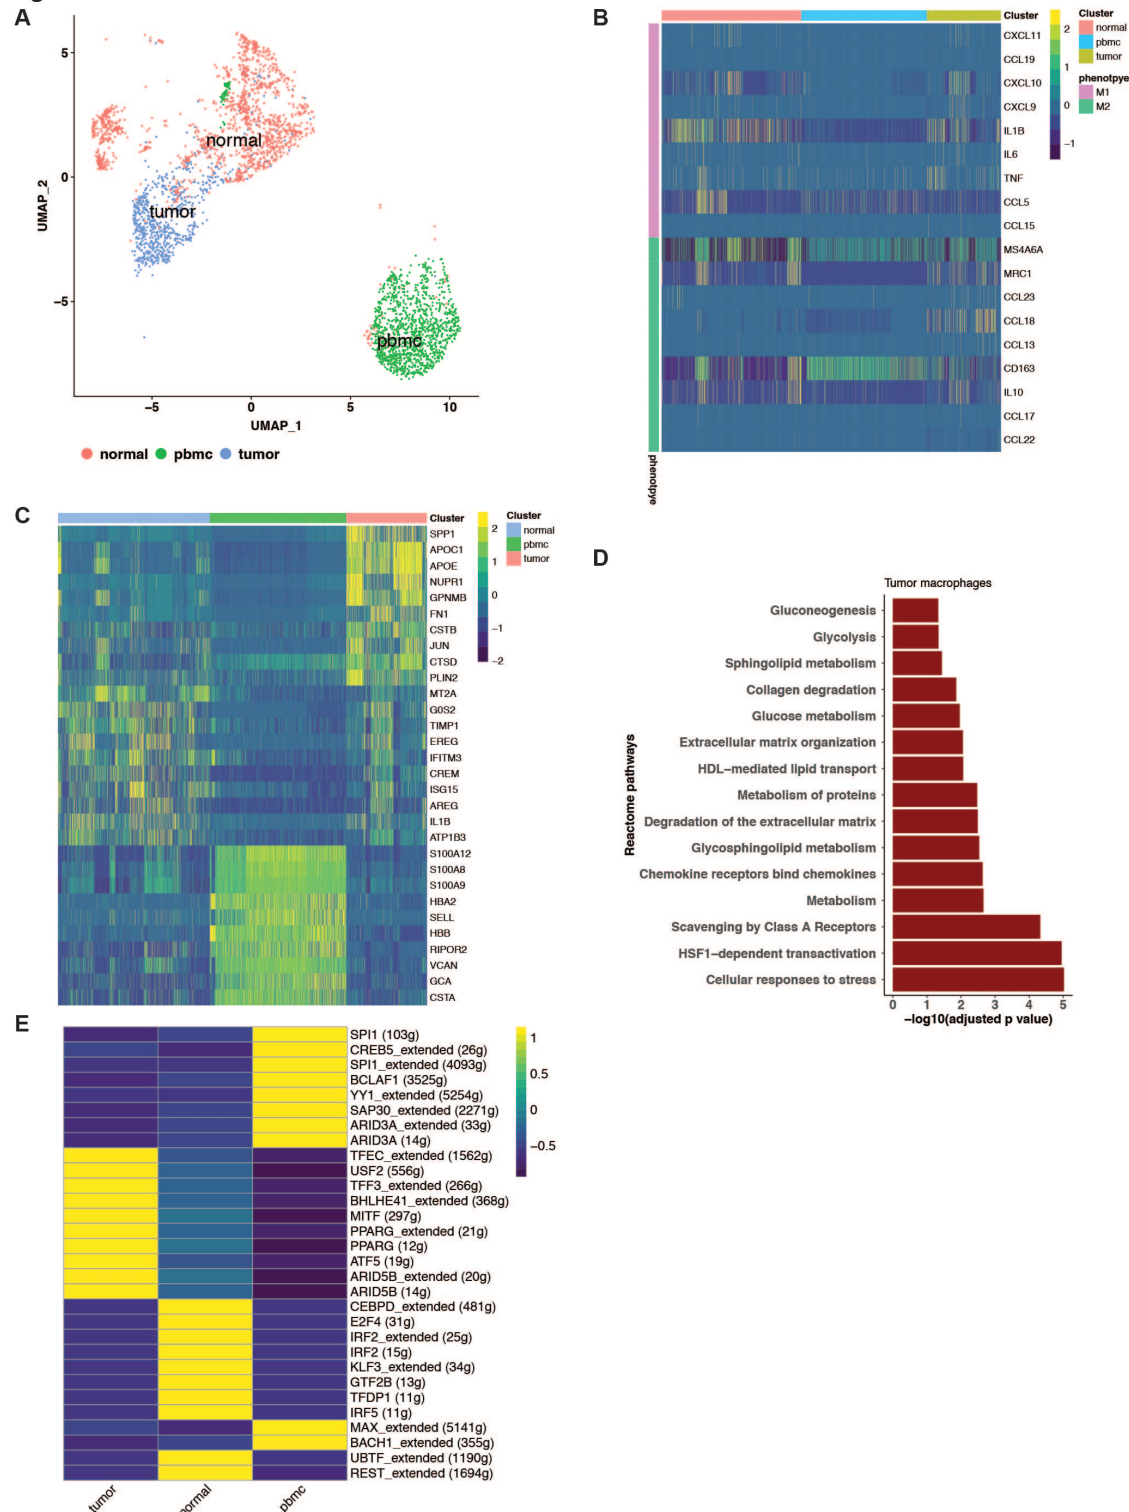 A
5
0
−5
UMAP_2
normal
tumor
pbmc
−5
0
5
10
UMAP_1
normal
pbmc
tumor
B
Cluster
CXCL11
CCL19
CXCL10
CXCL9
IL1B
IL6
TNF
CCL5
CCL15
MS4A6A
MRC1
CCL23
CCL18
CCL13
CD163
IL10
CCL17
CCL22
phenotpye
2
1
0
−1
Cluster
normal
pbmc
tumor
phenotpye
M1
M2
C
Cluster
SPP1
APOC1
APOE
NUPR1
GPNMB
FN1
CSTB
JUN
CTSD
PLIN2
MT2A
G0S2
TIMP1
EREG
IFITM3
CREM
ISG15
AREG
IL1B
ATP1B3
S100A12
S100A8
S100A9
HBA2
SELL
HBB
RIPOR2
VCAN
GCA
CSTA
2
1
0
−1
−2
Cluster
normal
pbmc
tumor
D
Tumor macrophages
Reactome pathways
Gluconeogenesis
Glycolysis
Sphingolipid metabolism
Collagen degradation
Glucose metabolism
Extracellular matrix organization
HDL−mediated lipid transport
Metabolism of proteins
Degradation of the extracellular matrix
Glycosphingolipid metabolism
Chemokine receptors bind chemokines
Metabolism
Scavenging by Class A Receptors
HSF1−dependent transactivation
Cellular responses to stress
0 1 2 3 4 5
−log10(adjusted p value)
E
SPI1 (103g)
CREB5_extended (26g)
SPI1_extended (4093g)
BCLAF1 (3525g)
YY1_extended (5254g)
SAP30_extended (2271g)
ARID3A_extended (33g)
ARID3A (14g)
TFEC_extended (1562g)
USF2 (556g)
TFF3_extended (266g)
BHLHE41_extended (368g)
MITF (297g)
PPARG_extended (21g)
PPARG (12g)
ATF5 (19g)
ARID5B_extended (20g)
ARID5B (14g)
CEBPD_extended (481g)
E2F4 (31g)
IRF2_extended (25g)
IRF2 (15g)
KLF3_extended (34g)
GTF2B (13g)
TFDP1 (11g)
IRF5 (11g)
MAX_extended (5141g)
BACH1_extended (355g)
UBTF_extended (1190g)
REST_extended (1694g)
1
0.5
0
−0.5
tumor
normal
pbmc